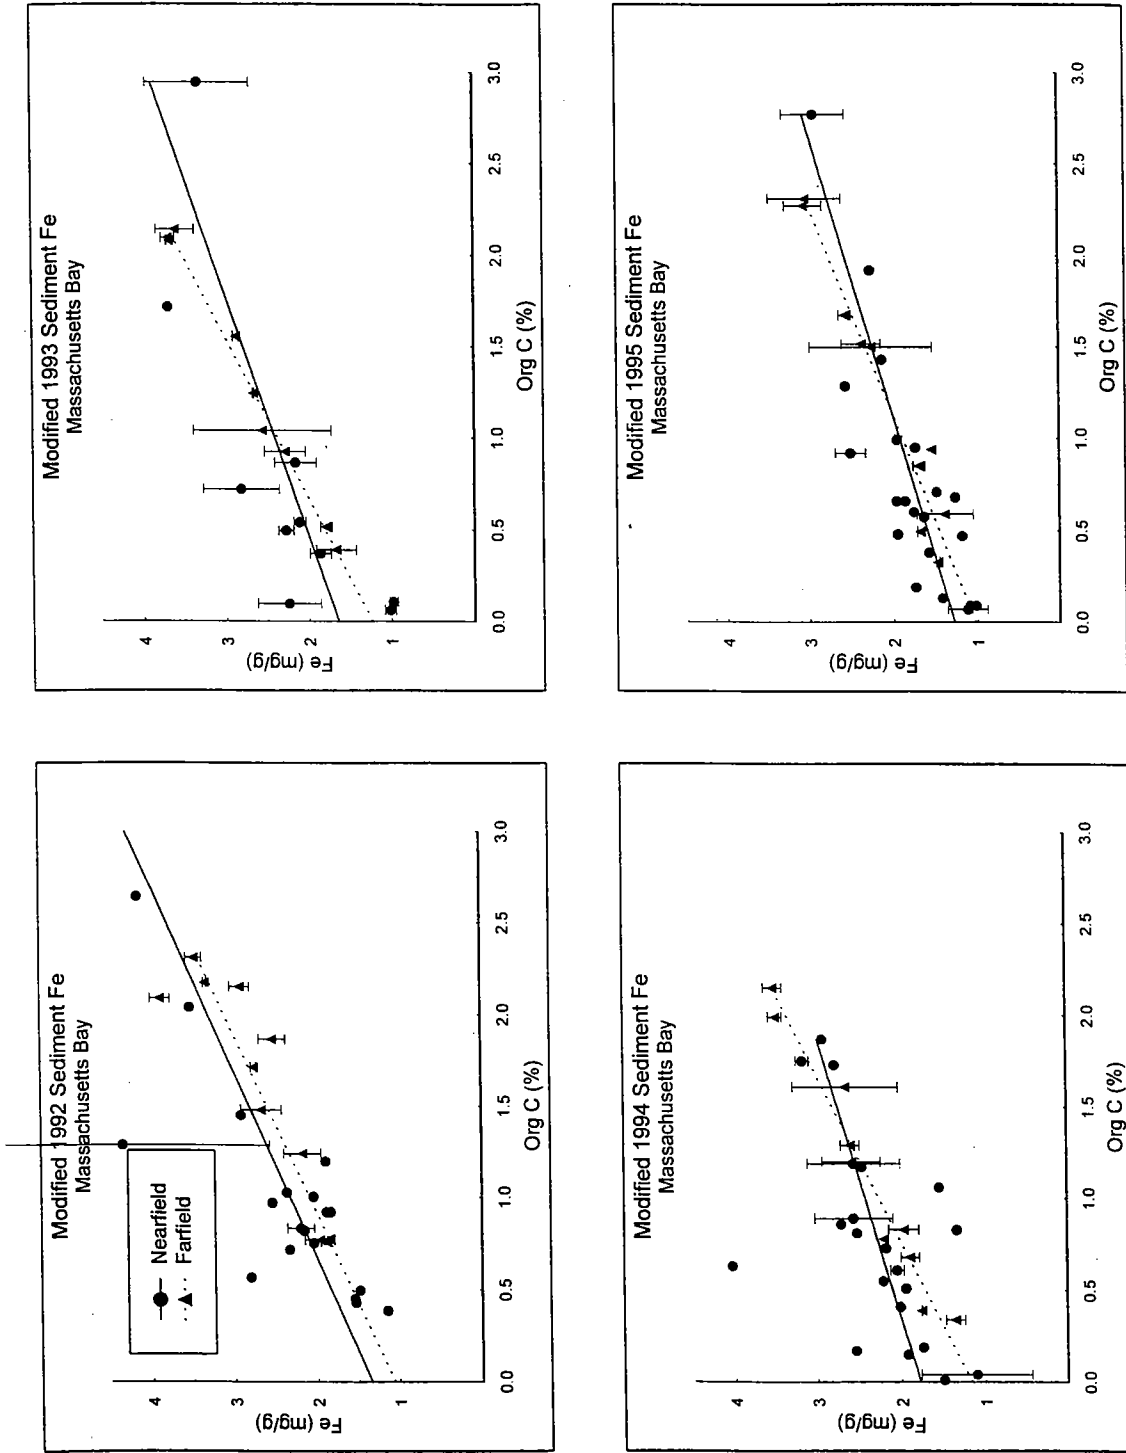 Modified 1992 Sediment Fe
Massachusetts Bay
Nearfield
Farfield
Fe (mg/g)
4
3
2
1
0.0
0.5
1.0
1.5
2.0
2.5
3.0
Org C (%)
Modified 1993 Sediment Fe
Massachusetts Bay
Fe (mg/g)
4
3
2
1
0.0
0.5
1.0
1.5
2.0
2.5
3.0
Org C (%)
Modified 1994 Sediment Fe
Massachusetts Bay
Fe (mg/g)
4
3
2
1
0.0
0.5
1.0
1.5
2.0
2.5
3.0
Org C (%)
Modified 1995 Sediment Fe
Massachusetts Bay
Fe (mg/g)
4
3
2
1
0.0
0.5
1.0
1.5
2.0
2.5
3.0
Org C (%)